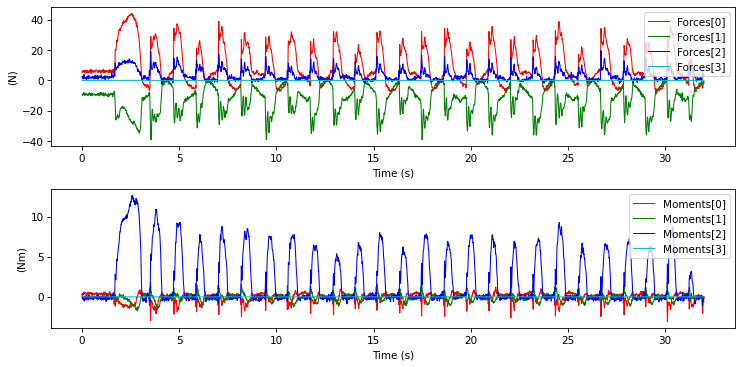 40
20
0
−20
−40
(N)
Forces[0]
Forces[1]
Forces[2]
Forces[3]
0 5 10 15 20 25 30
Time (s)
10
5
0
(Nm)
Moments[0]
Moments[1]
Moments[2]
Moments[3]
0 5 10 15 20 25 30
Time (s)